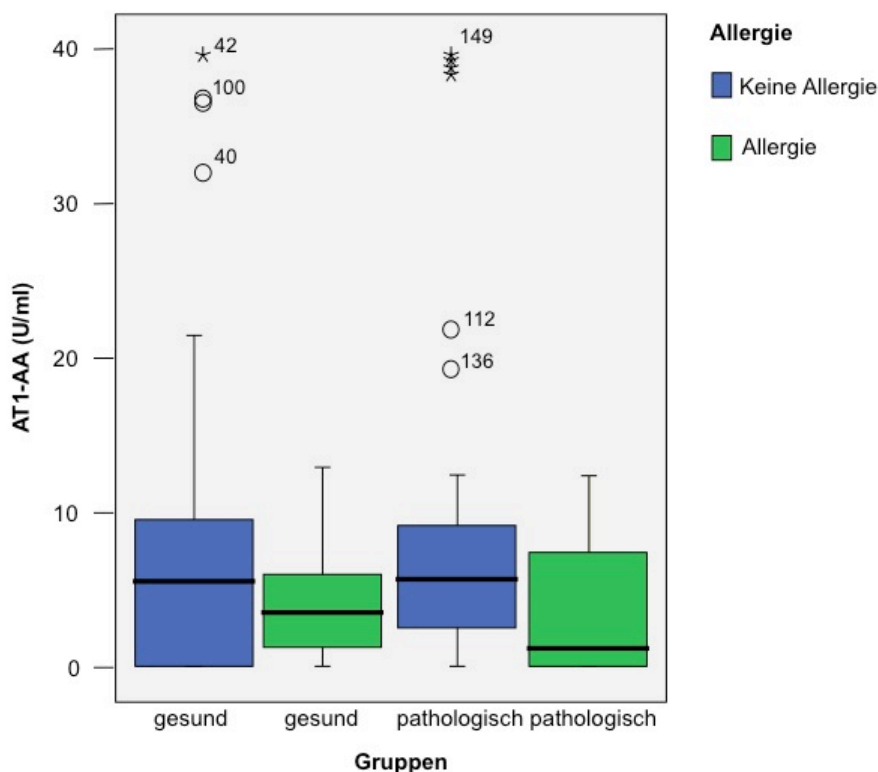 40
30
20
10
0
AT1-AA (U/ml)
42
100
40
149
112
136
gesund
gesund
pathologisch
pathologisch
Gruppen
Allergie
Keine Allergie
Allergie